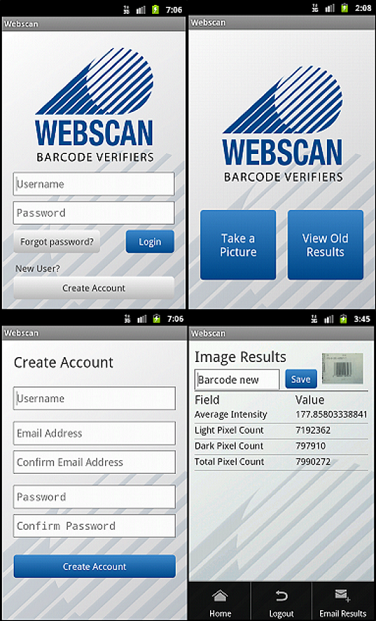 7:06
Webscan
WEBSCAN
BARCODE VERIFIERS
Username
Password
Forgot password?
Login
New User?
Create Account
2:08
Webscan
WEBSCAN
BARCODE VERIFIERS
Take a
Picture
View Old
Results
7:06
Webscan
Create Account
Username
Email Address
Confirm Email Address
Password
Confirm Password
Create Account
3:45
Webscan
Image Results
Barcode new
Save
Field Value
Average Intensity 177.85803338841
Light Pixel Count 7192362
Dark Pixel Count 797910
Total Pixel Count 7990272
Home
Logout
Email Results